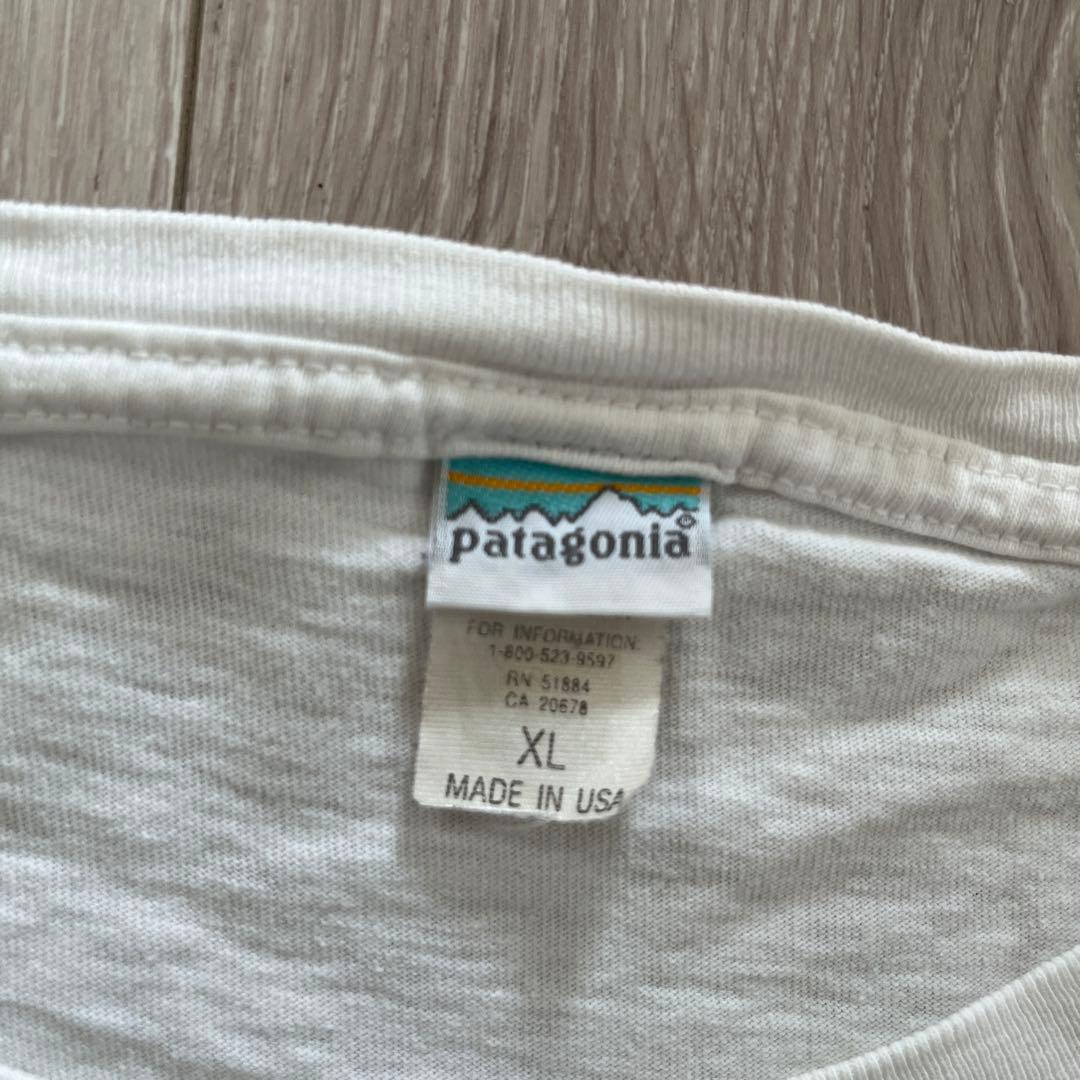 patagonia®
FOR INFORMATION:
1-800-523-9597
RN 51884
CA 20678
XL
MADE IN USA